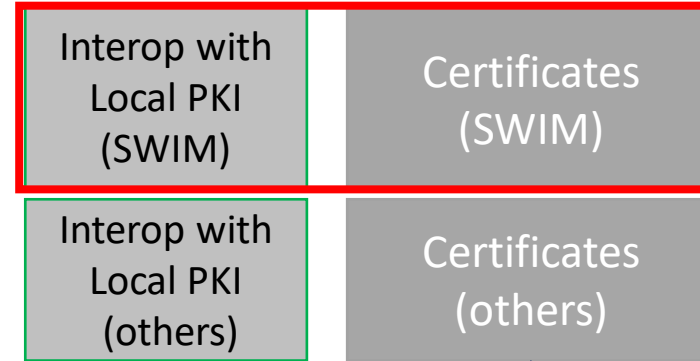 Interop with
Local PKI
(SWIM)
Certificates
(SWIM)
Interop with
Local PKI
(others)
Certificates
(others)